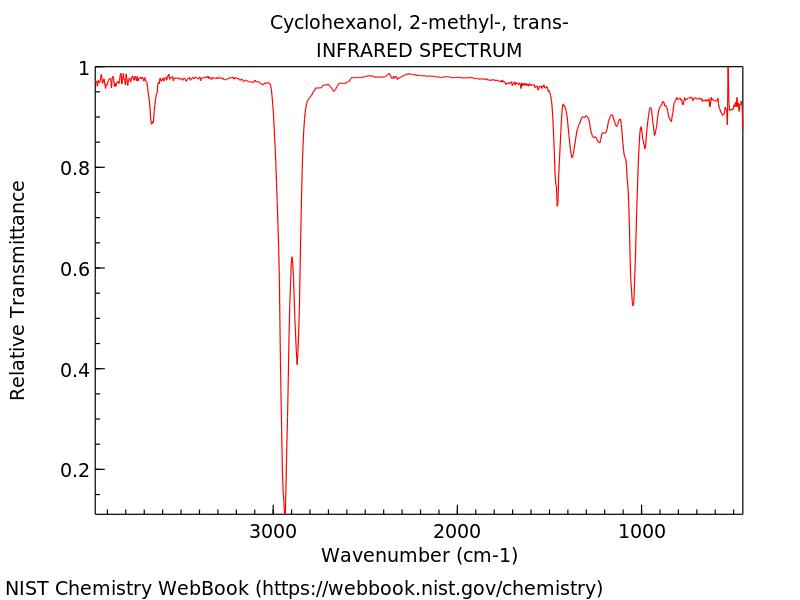 Cyclohexanol, 2-methyl-, trans-
INFRARED SPECTRUM
1
0.8
0.6
0.4
0.2
Relative Transmittance
3000 2000 1000
Wavenumber (cm-1)
NIST Chemistry WebBook (https://webbook.nist.gov/chemistry)